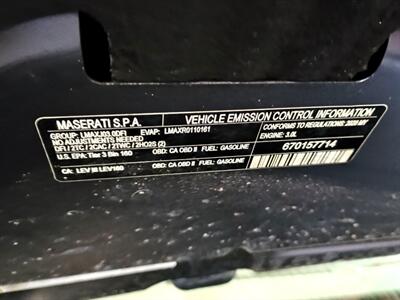 MASERATI S.P.A. VEHICLE EMISSION CONTROL INFORMATION
GROUP: LMAXJ03.0DFI EVAP: LMAXR0110161 CONFORMS TO REGULATIONS: 2020 MY
NO ADJUSTMENTS NEEDED ENGINE: 3.0L
DFI / 2TC / 2CAC / 2TWC / 2HO2S (2)
U.S. EPA: Tier 3 Bin 160 OBD: CA OBD II FUEL: GASOLINE
CA: LEV III LEV160 OBD: CA OBD II FUEL: GASOLINE
670157714